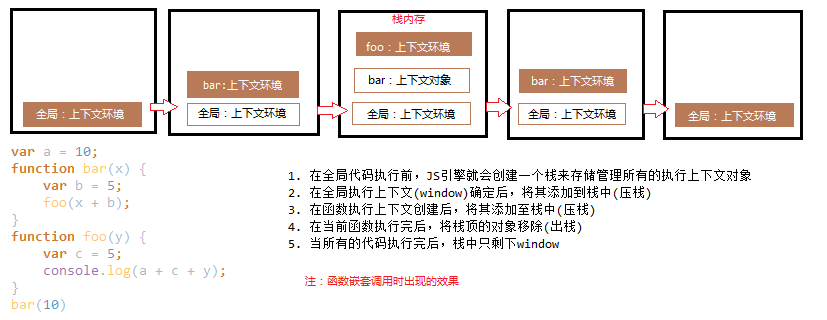 栈内存
全局：上下文环境
bar:上下文环境
全局：上下文环境
foo：上下文环境
bar：上下文对象
全局：上下文环境
bar：上下文环境
全局：上下文环境
全局：上下文环境
var a = 10;
function bar(x) {
    var b = 5;
    foo(x + b);
}
function foo(y) {
    var c = 5;
    console.log(a + c + y);
}
bar(10)
1. 在全局代码执行前，JS引擎就会创建一个栈来存储管理所有的执行上下文对象
2. 在全局执行上下文(window)确定后，将其添加到栈中(压栈)
3. 在函数执行上下文创建后，将其添加至栈中(压栈)
4. 在当前函数执行完后，将栈顶的对象移除(出栈)
5. 当所有的代码执行完后，栈中只剩下window
注：函数嵌套调用时出现的效果